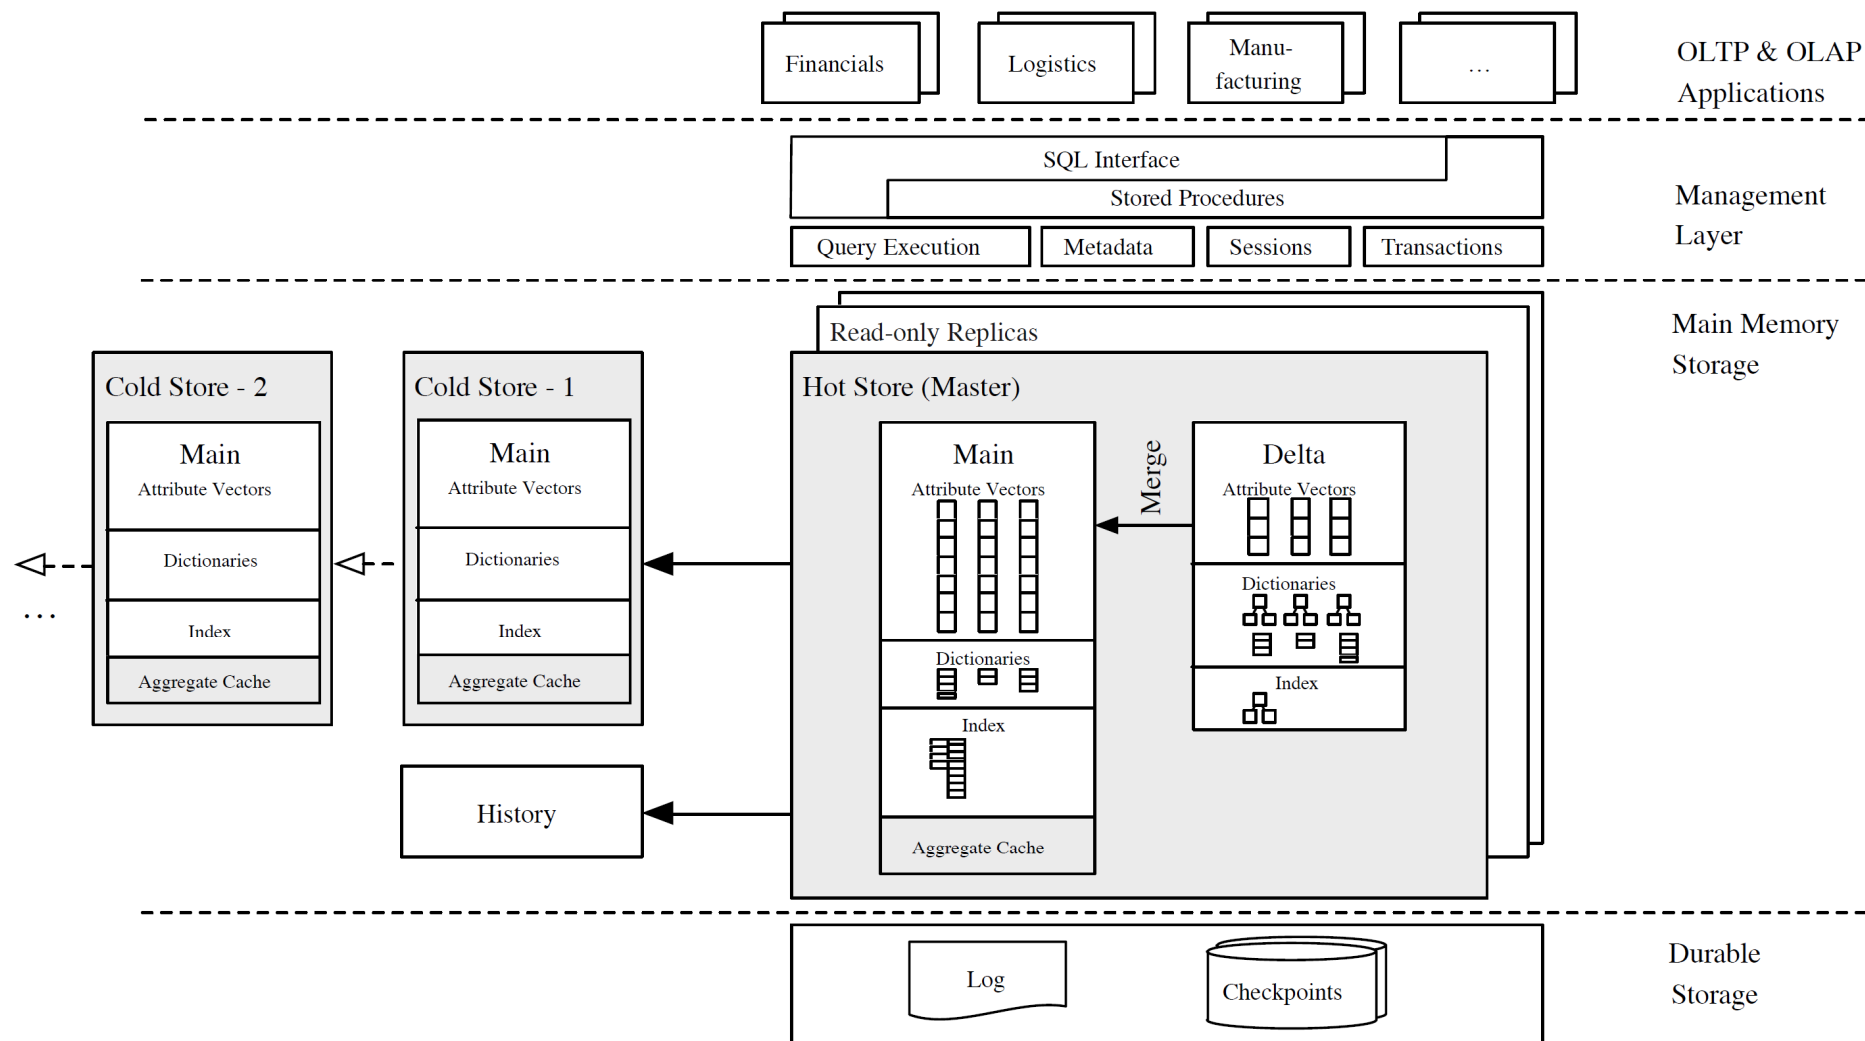 Financials
Logistics
Manu-
facturing
...
OLTP & OLAP
Applications
SQL Interface
Stored Procedures
Query Execution
Metadata
Sessions
Transactions
Management
Layer
Read-only Replicas
Main Memory
Storage
Cold Store - 2
Main
Attribute Vectors
Dictionaries
Index
Aggregate Cache
...
Cold Store - 1
Main
Attribute Vectors
Dictionaries
Index
Aggregate Cache
History
Hot Store (Master)
Main
Attribute Vectors
Dictionaries
Index
Aggregate Cache
Merge
Delta
Attribute Vectors
Dictionaries
Index
Log
Checkpoints
Durable
Storage